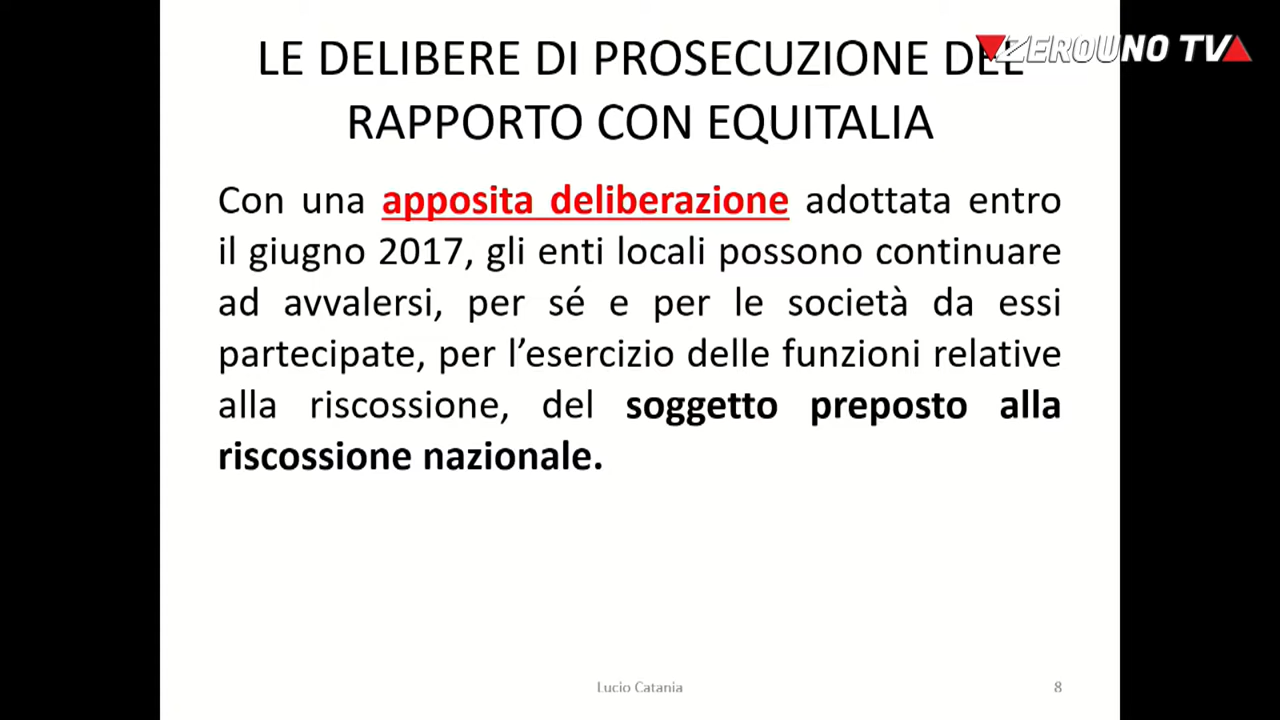 LE DELIBERE DI PROSECUZIONE DEL
RAPPORTO CON EQUITALIA
ZEROUNO TV
Con una apposita deliberazione adottata entro
il giugno 2017, gli enti locali possono continuare
ad avvalersi, per sé e per le società da essi
partecipate, per l’esercizio delle funzioni relative
alla riscossione, del soggetto preposto alla
riscossione nazionale.
Lucio Catania
8